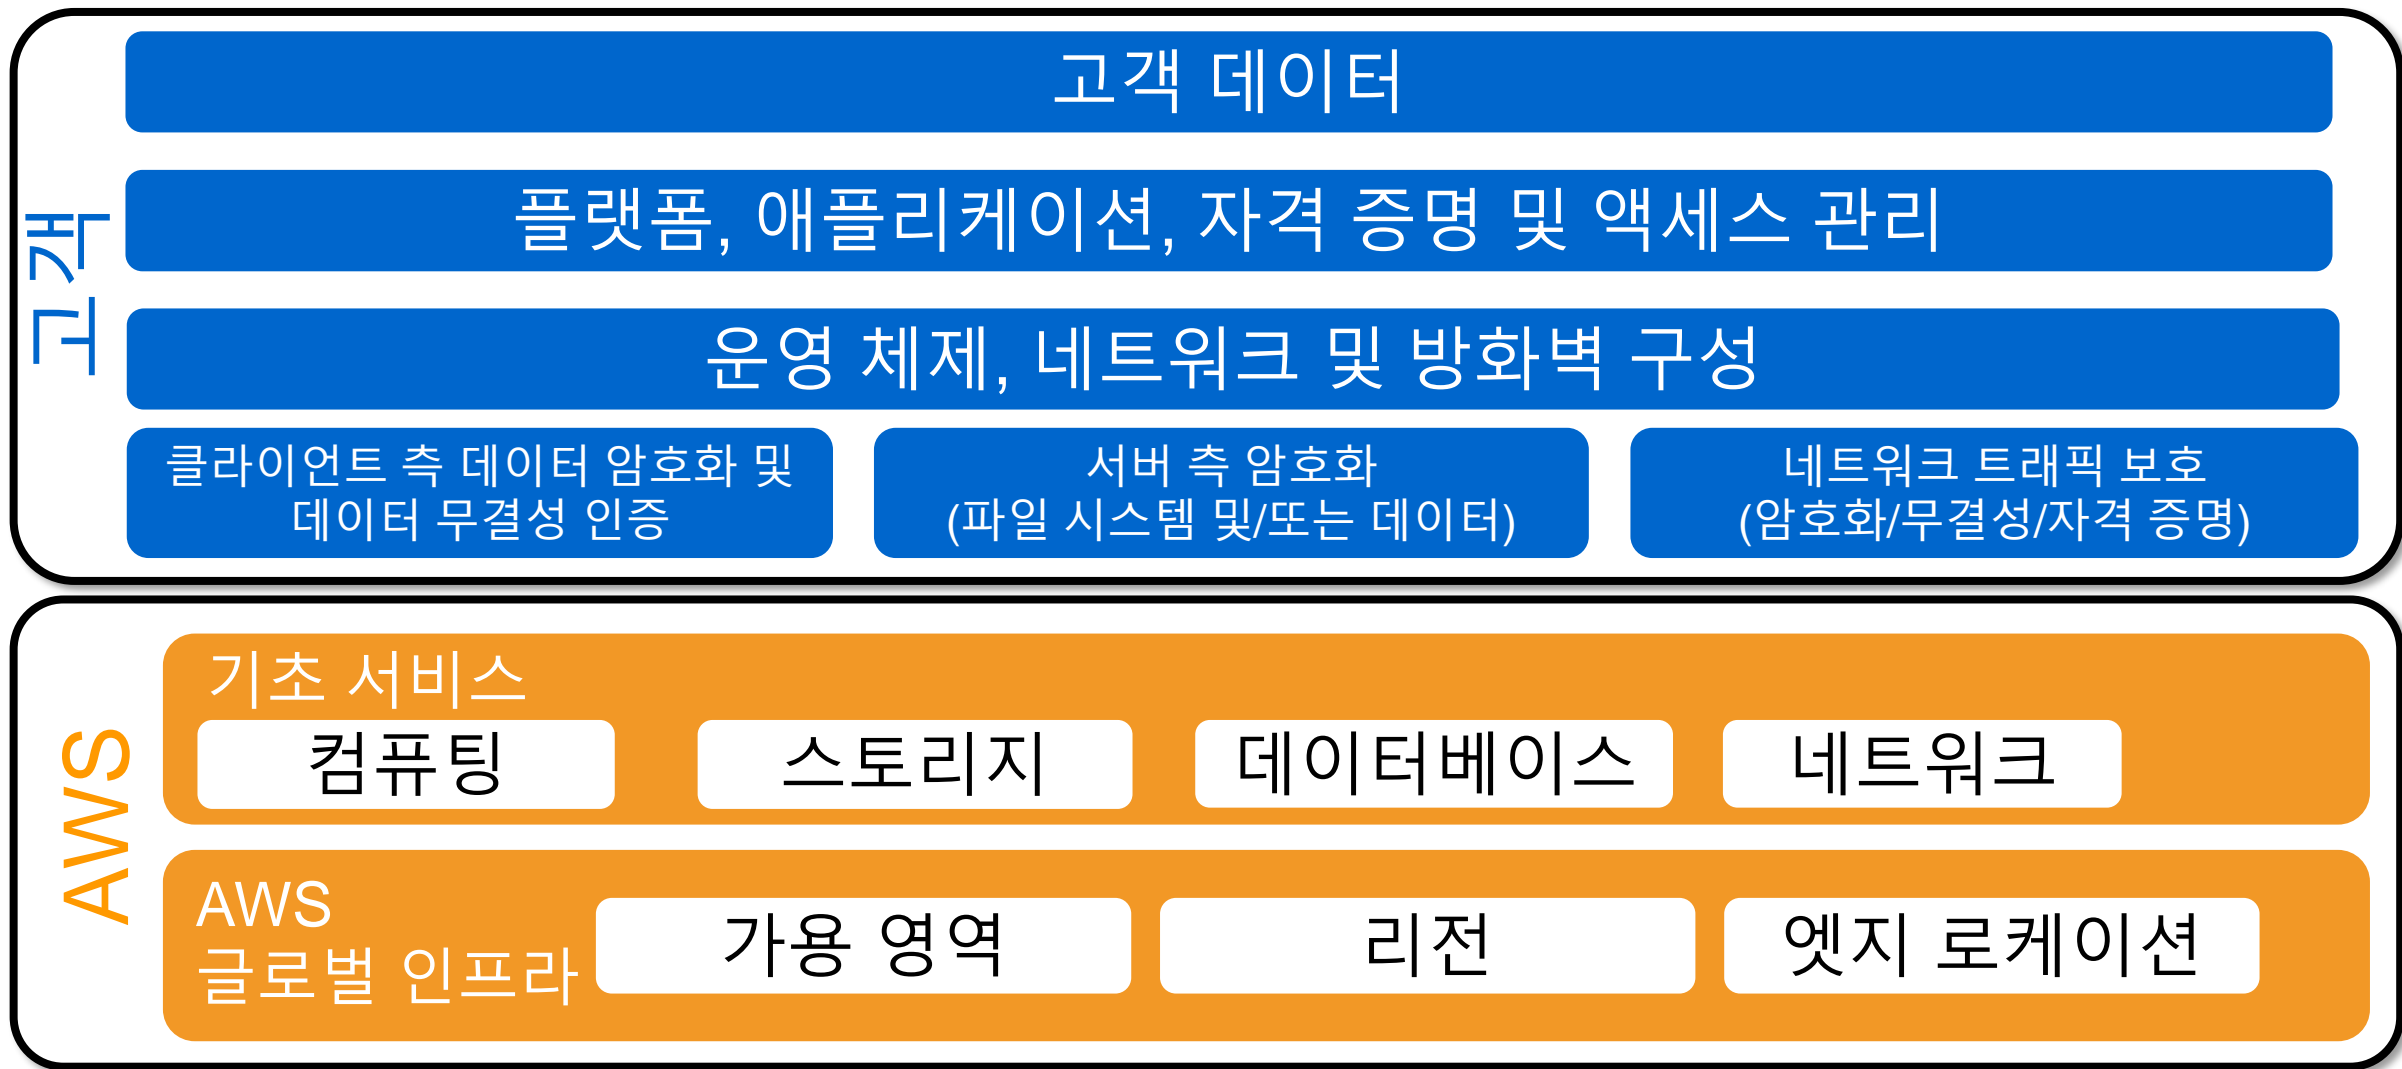 고객
고객 데이터
플랫폼, 애플리케이션, 자격 증명 및 액세스 관리
운영 체제, 네트워크 및 방화벽 구성
클라이언트 측 데이터 암호화 및
데이터 무결성 인증
서버 측 암호화
(파일 시스템 및/또는 데이터)
네트워크 트래픽 보호
(암호화/무결성/자격 증명)
AWS
기초 서비스
컴퓨팅
스토리지
데이터베이스
네트워크
AWS
글로벌 인프라
가용 영역
리전
엣지 로케이션